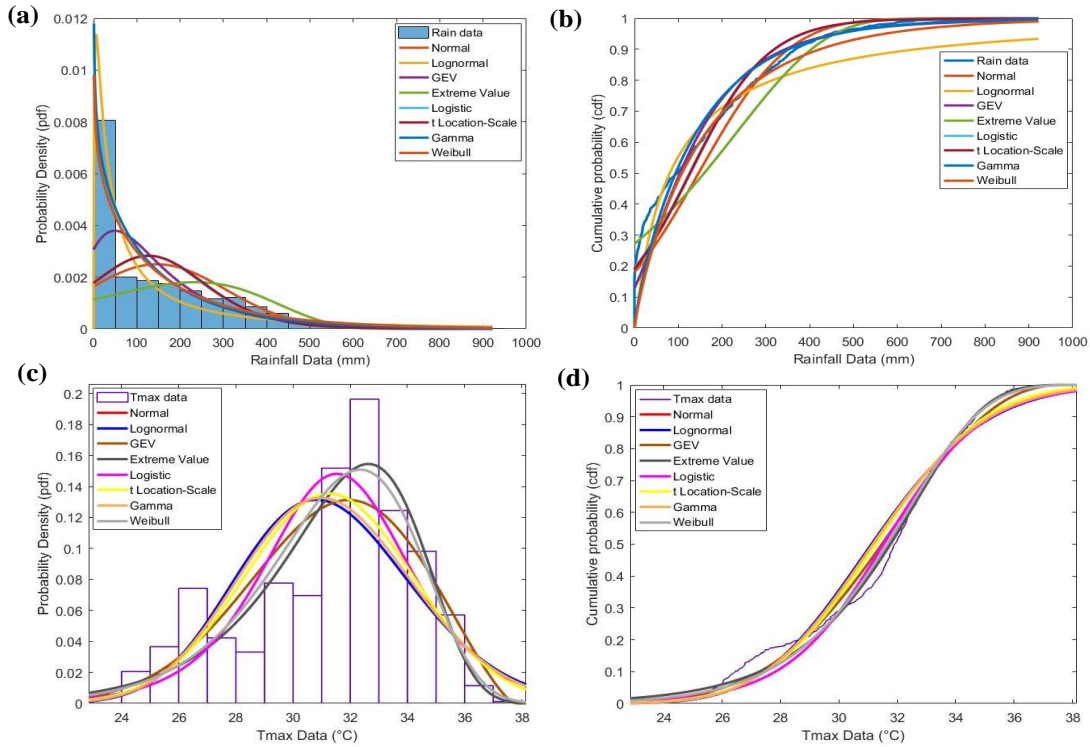 (a)
0.012
0.01
0.008
0.006
0.004
0.002
0
Probability Density (pdf)
0 100 200 300 400 500 600 700 800 900 1000
Rainfall Data (mm)
Rain data
Normal
Lognormal
GEV
Extreme Value
Logistic
t Location-Scale
Gamma
Weibull
(b)
1
0.9
0.8
0.7
0.6
0.5
0.4
0.3
0.2
0.1
0
Cumulative probability (cdf)
0 100 200 300 400 500 600 700 800 900 1000
Rainfall Data (mm)
Rain data
Normal
Lognormal
GEV
Extreme Value
Logistic
t Location-Scale
Gamma
Weibull
(c)
0.2
0.18
0.16
0.14
0.12
0.1
0.08
0.06
0.04
0.02
0
Probability Density (pdf)
24 26 28 30 32 34 36 38
Tmax Data (°C)
Tmax data
Normal
Lognormal
GEV
Extreme Value
Logistic
t Location-Scale
Gamma
Weibull
(d)
1
0.9
0.8
0.7
0.6
0.5
0.4
0.3
0.2
0.1
0
Cumulative probability (cdf)
24 26 28 30 32 34 36 38
Tmax Data (°C)
Tmax data
Normal
Lognormal
GEV
Extreme Value
Logistic
t Location-Scale
Gamma
Weibull